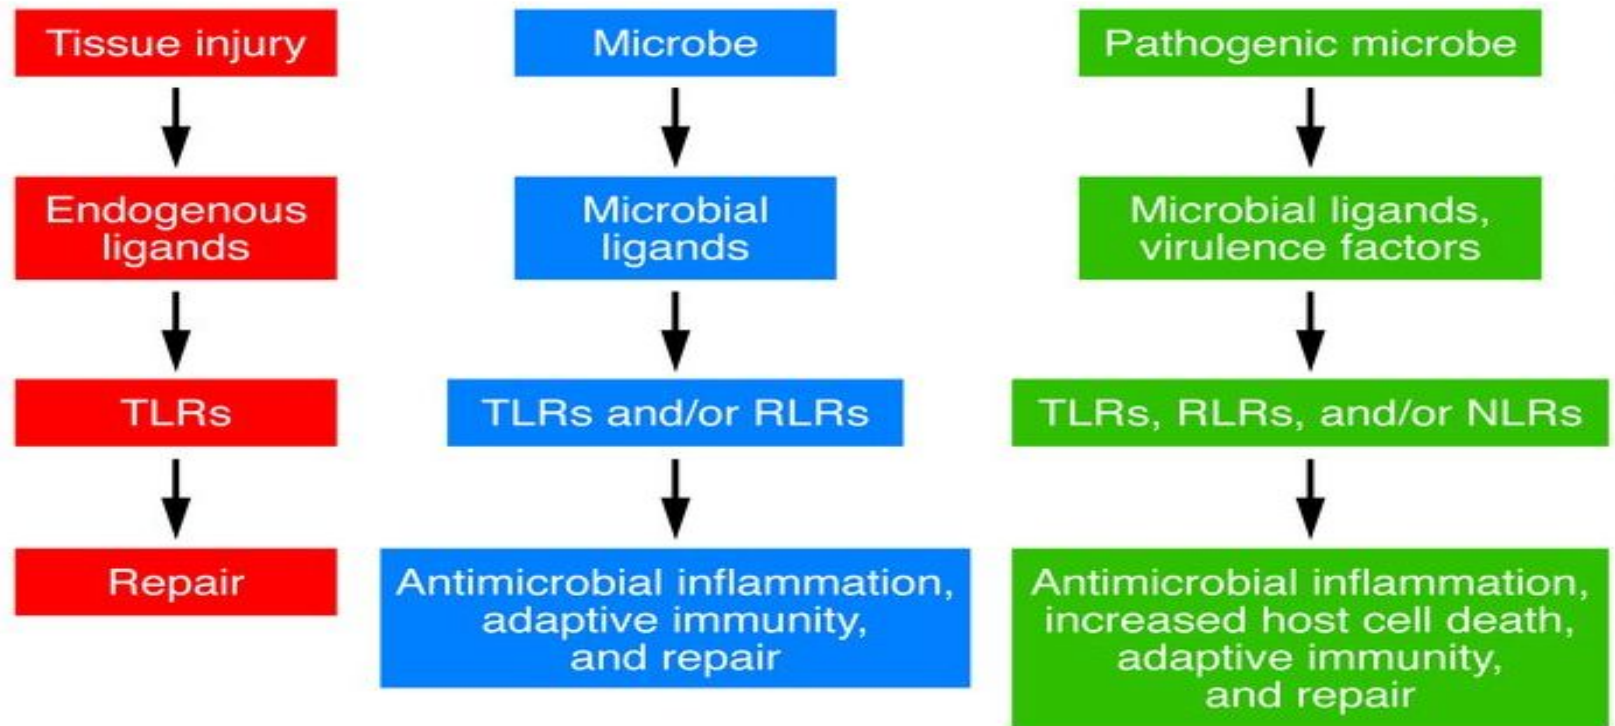 Tissue injury
Endogenous
ligands
TLRs
Repair
Microbe
Microbial
ligands
TLRs and/or RLRs
Antimicrobial inflammation,
adaptive immunity,
and repair
Pathogenic microbe
Microbial ligands,
virulence factors
TLRs, RLRs, and/or NLRs
Antimicrobial inflammation,
increased host cell death,
adaptive immunity,
and repair